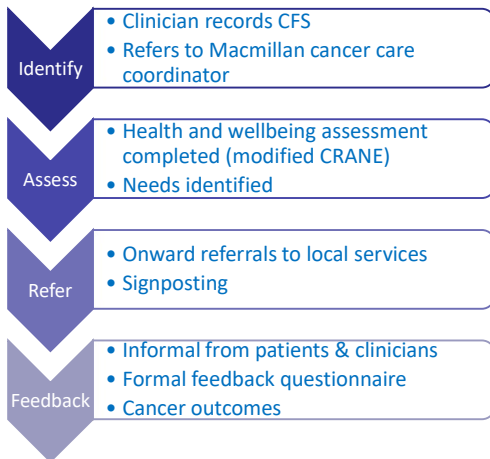 Identify
• Clinician records CFS
• Refers to Macmillan cancer care
coordinator
Assess
• Health and wellbeing assessment
completed (modified CRANE)
• Needs identified
Refer
• Onward referrals to local services
• Signposting
Feedback
• Informal from patients & clinicians
• Formal feedback questionnaire
• Cancer outcomes